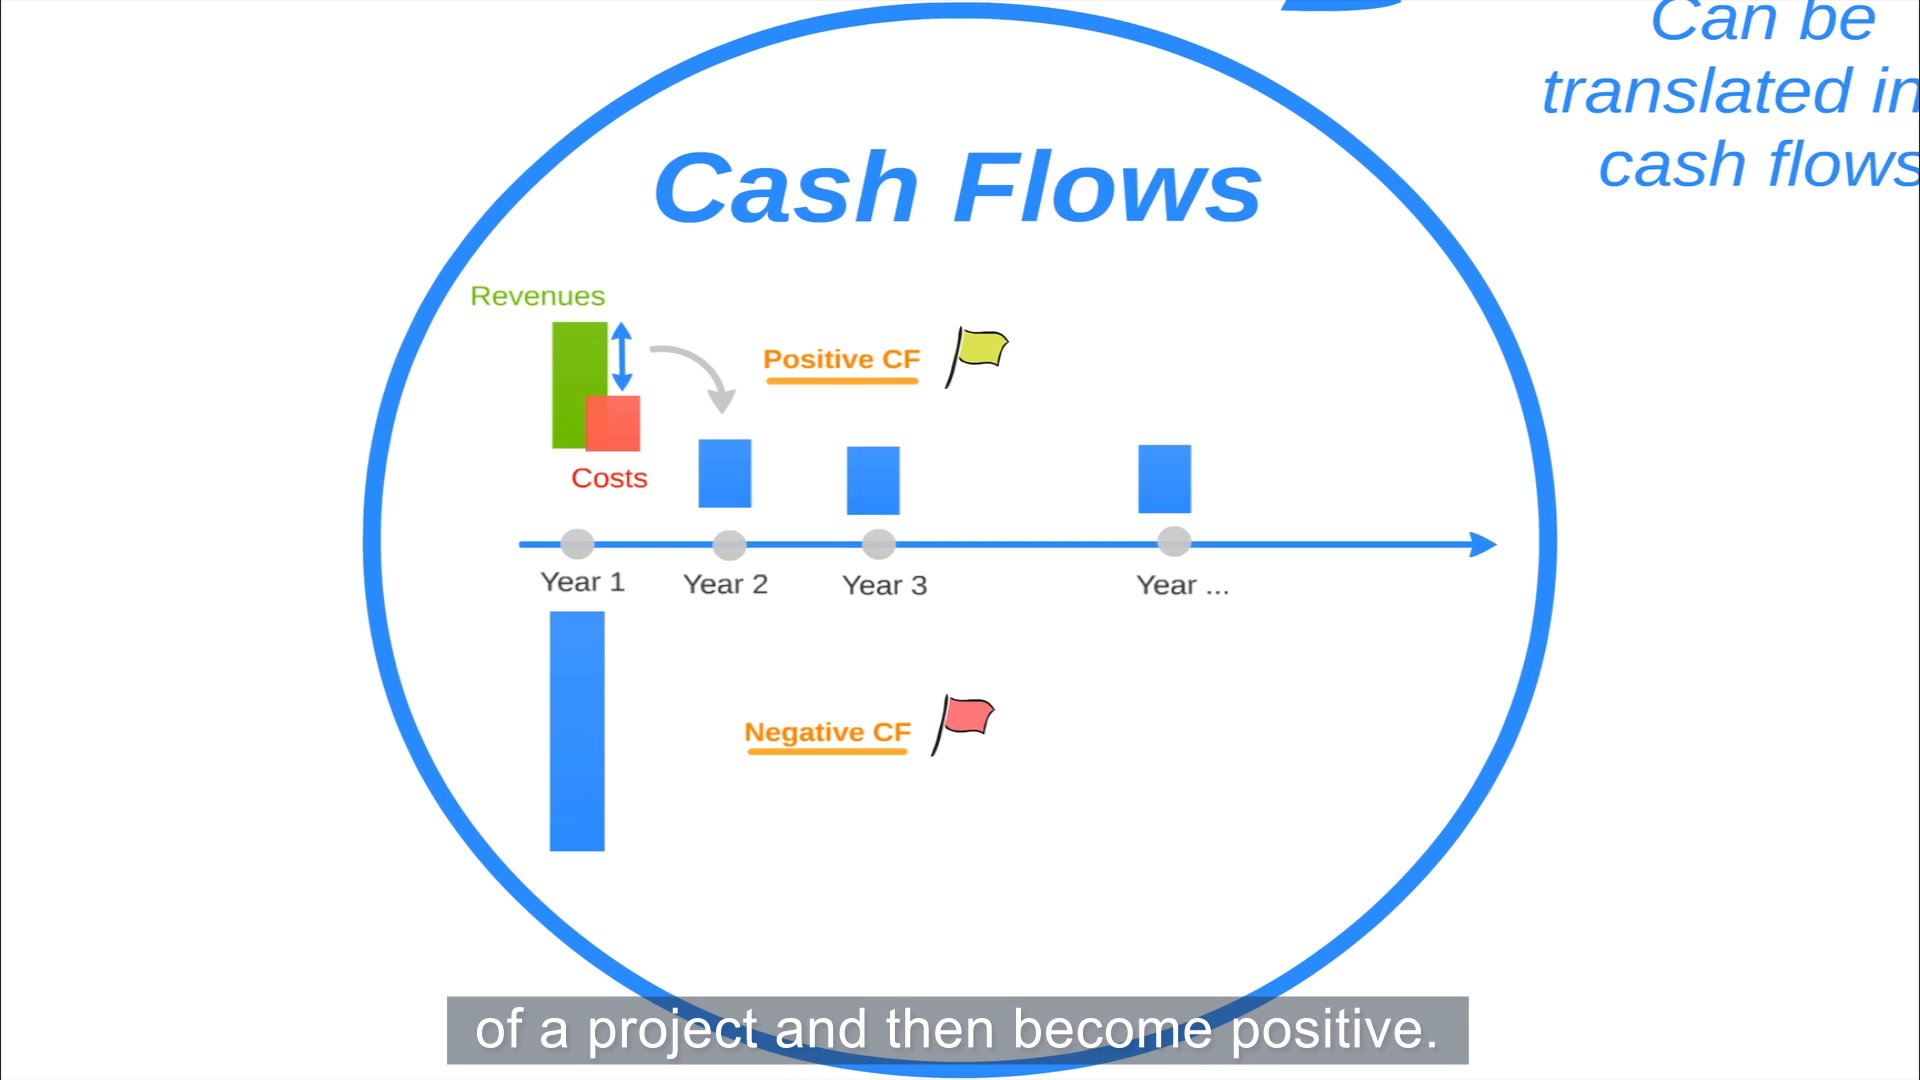 Can be
translated in
cash flows
Cash Flows
Revenues
Positive CF
Costs
Year 1
Year 2
Year 3
Year ...
Negative CF
of a project and then become positive.